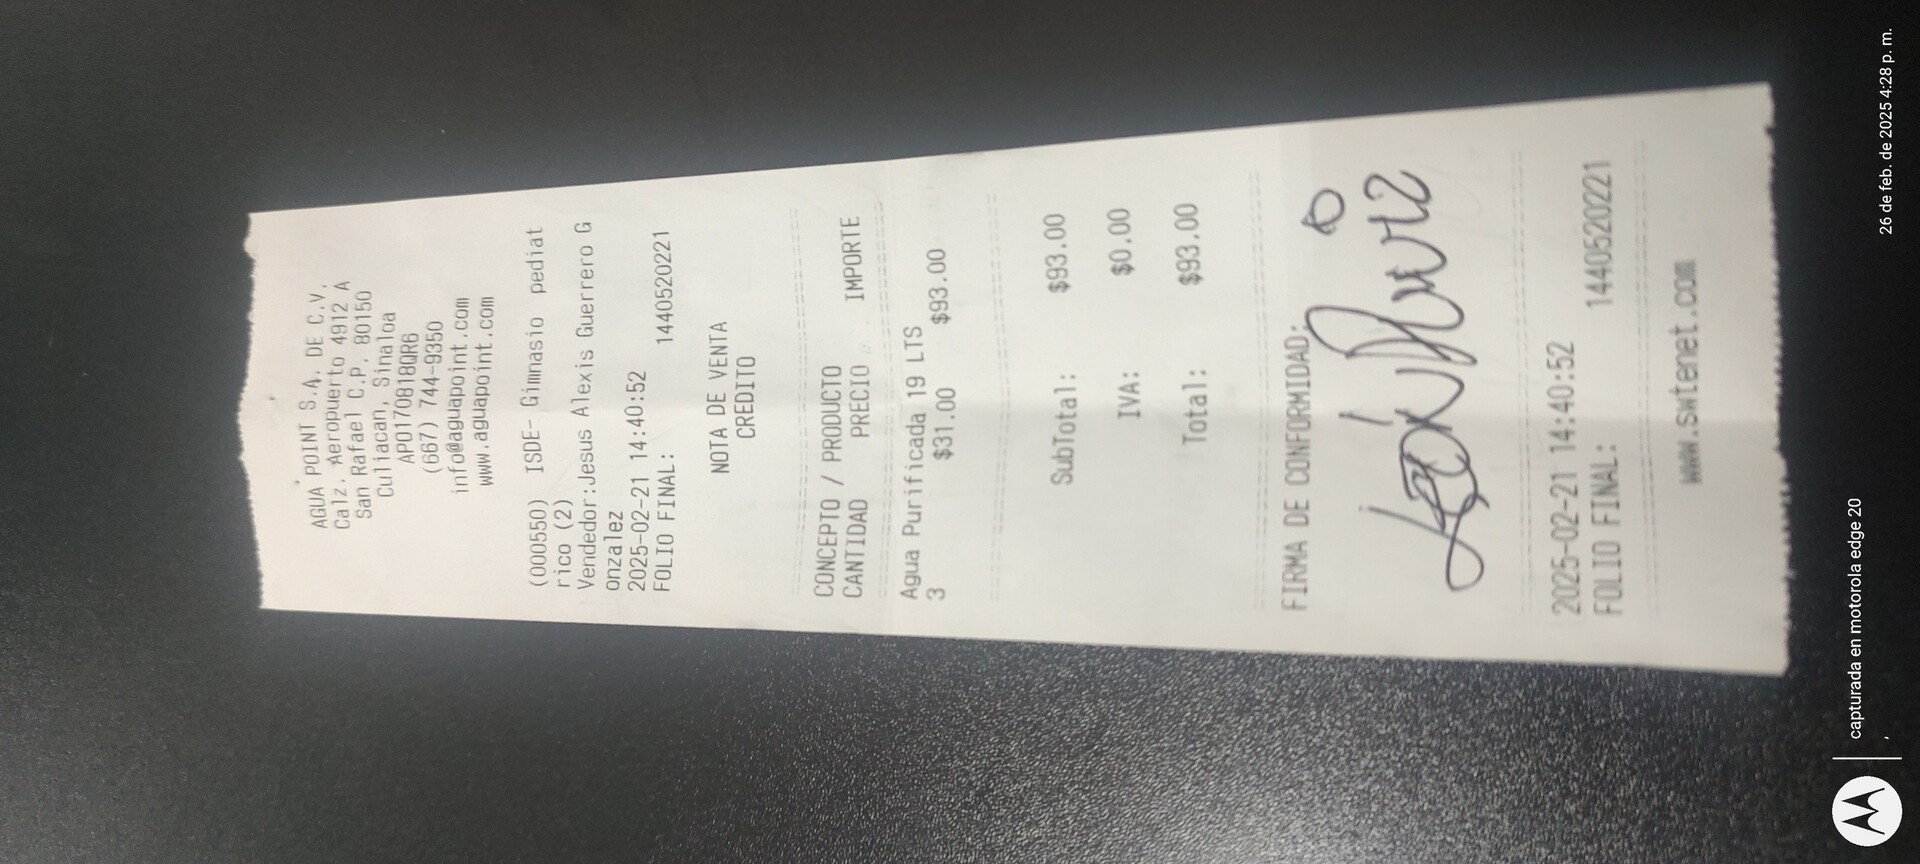 AGUA POINT S.A. DE C.V.
Calz. Aeropuerto 4912 A
San Rafael C.P. 80150
Culiacan, Sinaloa
APO170818QR6
(667) 744-9350
info@aguapoint.com
www.aguapoint.com
(000550) ISDE- Gimnasio pediat
rico (2)
Vendedor:Jesus Alexis Guerrero G
onzalez
2025-02-21 14:40:52
FOLIO FINAL: 1440520221
NOTA DE VENTA
CREDITO
CONCEPTO / PRODUCTO
CANTIDAD PRECIO IMPORTE
Agua Purificada 19 LTS
3 $31.00 $93.00
SubTotal: $93.00
IVA: $0.00
Total: $93.00
FIRMA DE CONFORMIDAD:
2025-02-21 14:40:52
FOLIO FINAL: 1440520221
www.swtenet.com
capturada en motorola edge 20
26 de feb. de 2025 4:28 p. m.